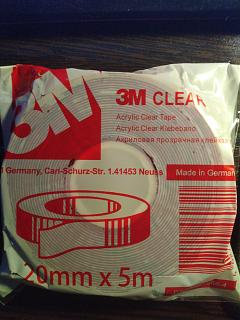 3M
3M CLEAR
Acrylic Clear Tape
Acrylic Clear Klebeband
Акриловая прозрачная клейкая
Germany, Carl-Schurz-Str. 1.41453 Neuss
Made in German
20mm x 5m